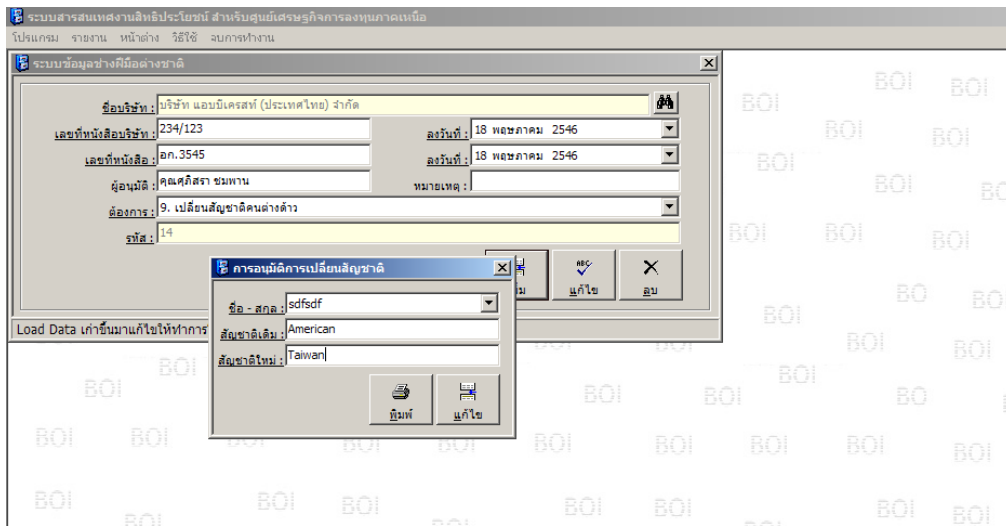 ระบบสารสนเทศงานสิทธิประโยชน์ สำหรับศูนย์เศรษฐกิจการลงทุนภาคเหนือ
โปรแกรม รายงาน หน้าต่าง วิธีใช้ จบการทำงาน
ระบบข้อมูลช่างฝีมือต่างชาติ
ชื่อบริษัท : บริษัท แอบบิเครสท์ (ประเทศไทย) จำกัด
เลขที่หนังสือบริษัท : 234/123 ลงวันที่ : 18 พฤษภาคม 2546
เลขที่หนังสือ : อก.3545 ลงวันที่ : 18 พฤษภาคม 2546
ผู้อนุมัติ : คุณศุภิสรา ชมพาน หมายเหตุ :
ต้องการ : 9. เปลี่ยนสัญชาติคนต่างด้าว
รหัส : 14
แก้ไข ลบ
Load Data เก่าขึ้นมาแก้ไขให้ทำการ
การอนุมัติการเปลี่ยนสัญชาติ
ชื่อ - สกุล : sdfsdf
สัญชาติเดิม : American
สัญชาติใหม่ : Taiwan
พิมพ์ แก้ไข
BOI